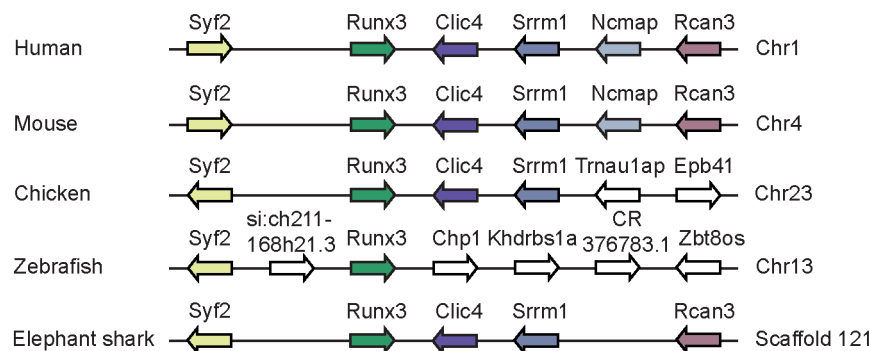 Syf2 Runx3 Clic4 Srrm1 Ncmap Rcan3
Human Chr1
Syf2 Runx3 Clic4 Srrm1 Ncmap Rcan3
Mouse Chr4
Syf2 Runx3 Clic4 Srrm1 Trnau1ap Epb41
Chicken Chr23
si:ch211- CR
Syf2 168h21.3 Runx3 Chp1 Khdrbs1a 376783.1 Zbt8os
Zebrafish Chr13
Syf2 Runx3 Clic4 Srrm1 Rcan3
Elephant shark Scaffold 121